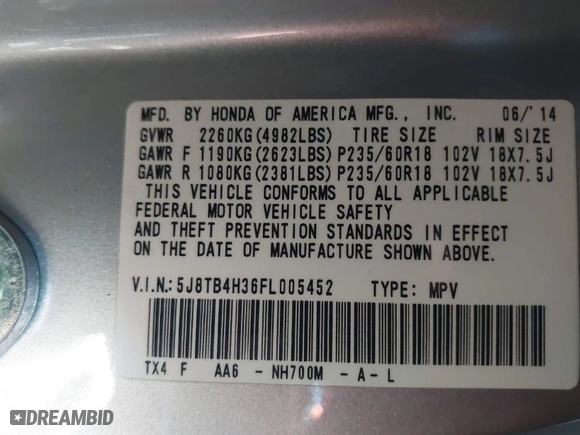 MFD. BY HONDA OF AMERICA MFG., INC. 06/'14
GVWR 2260KG(4982LBS) TIRE SIZE RIM SIZE
GAWR F 1190KG(2623LBS) P235/60R18 102V 18X7.5J
GAWR R 1080KG(2381LBS) P235/60R18 102V 18X7.5J
THIS VEHICLE CONFORMS TO ALL APPLICABLE
FEDERAL MOTOR VEHICLE SAFETY
AND THEFT PREVENTION STANDARDS IN EFFECT
ON THE DATE OF MANUFACTURE SHOWN ABOVE.
V.I.N.:5J8TB4H36FL005452 TYPE: MPV
TX4 F AA6 - NH700M - A - L
DREAMBID